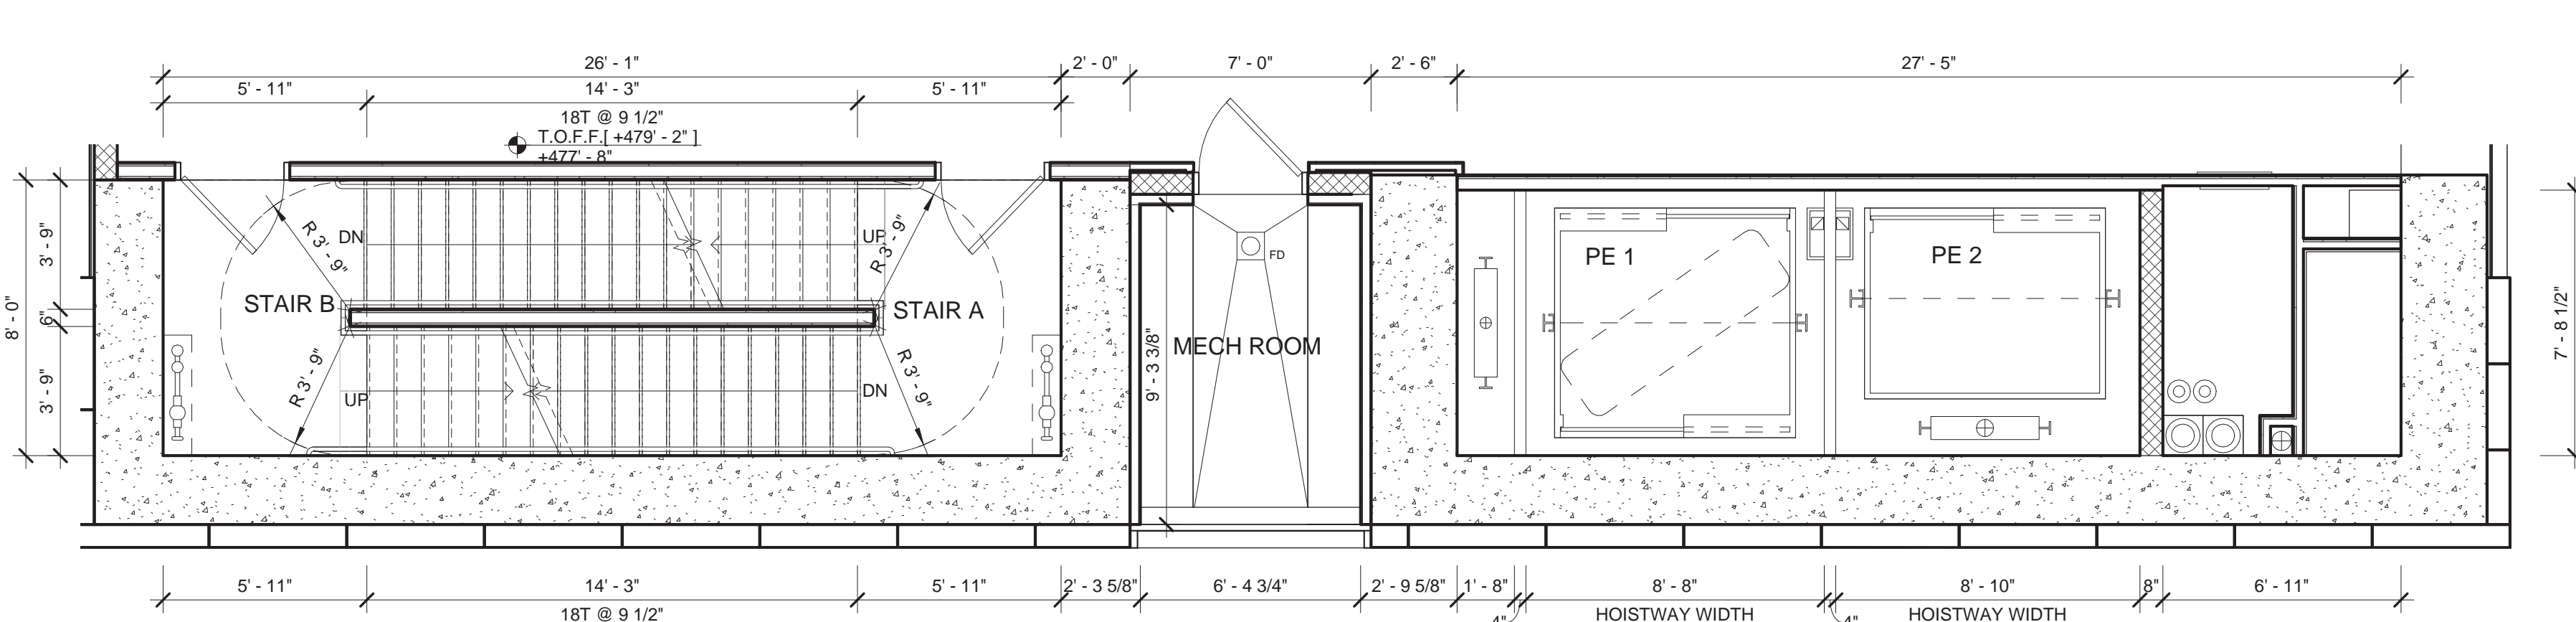 26' - 1"
2' - 0"
7' - 0"
2' - 6"
27' - 5"
5' - 11"
14' - 3"
5' - 11"
18T @ 9 1/2"
T.O.F.F.[ +479' - 2" ]
+477' - 8"
8' - 0"
3' - 9"
6"
3' - 9"
DN
R 3' - 9"
UP
R 3' - 9"
STAIR B
STAIR A
R 3' - 9"
UP
R 3' - 9"
DN
FD
MECH ROOM
9' - 3 3/8"
PE 1
PE 2
7' - 8 1/2"
5' - 11"
14' - 3"
5' - 11"
2' - 3 5/8"
6' - 4 3/4"
2' - 9 5/8"
1' - 8"
8' - 8"
8' - 10"
8"
6' - 11"
18T @ 9 1/2"
4"
HOISTWAY WIDTH
4"
HOISTWAY WIDTH